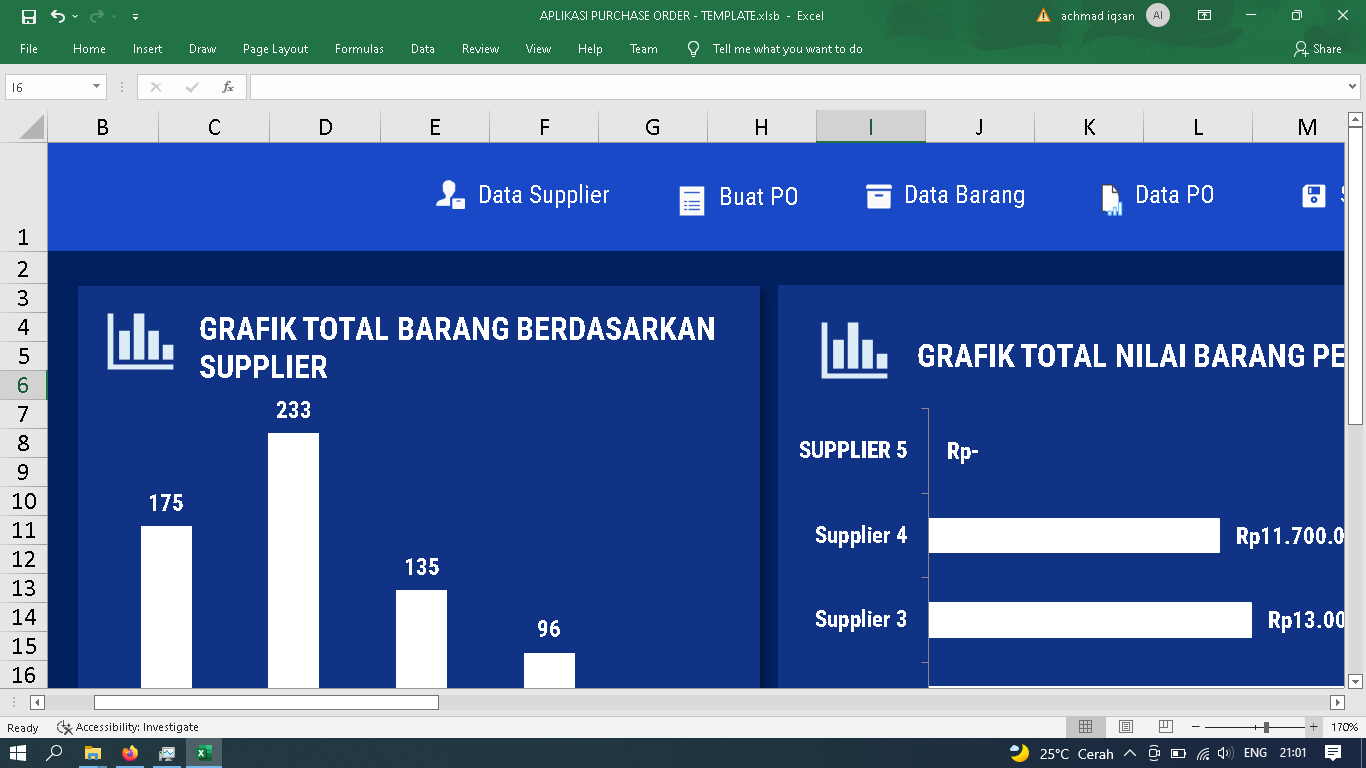 APLIKASI PURCHASE ORDER - TEMPLATE.xlsb - Excel
achmad iqsan
AI
File Home Insert Draw Page Layout Formulas Data Review View Help Team Tell me what you want to do Share
I6
fx
B C D E F G H I J K L M
Data Supplier Buat PO Data Barang Data PO
1
2
3
4
5
6
7
8
9
10
11
12
13
14
15
16
GRAFIK TOTAL BARANG BERDASARKAN
SUPPLIER
233
175
135
96
GRAFIK TOTAL NILAI BARANG PE
SUPPLIER 5 Rp-
Supplier 4 Rp11.700.0
Supplier 3 Rp13.00
Ready Accessibility: Investigate 170%
25°C Cerah ENG 21:01